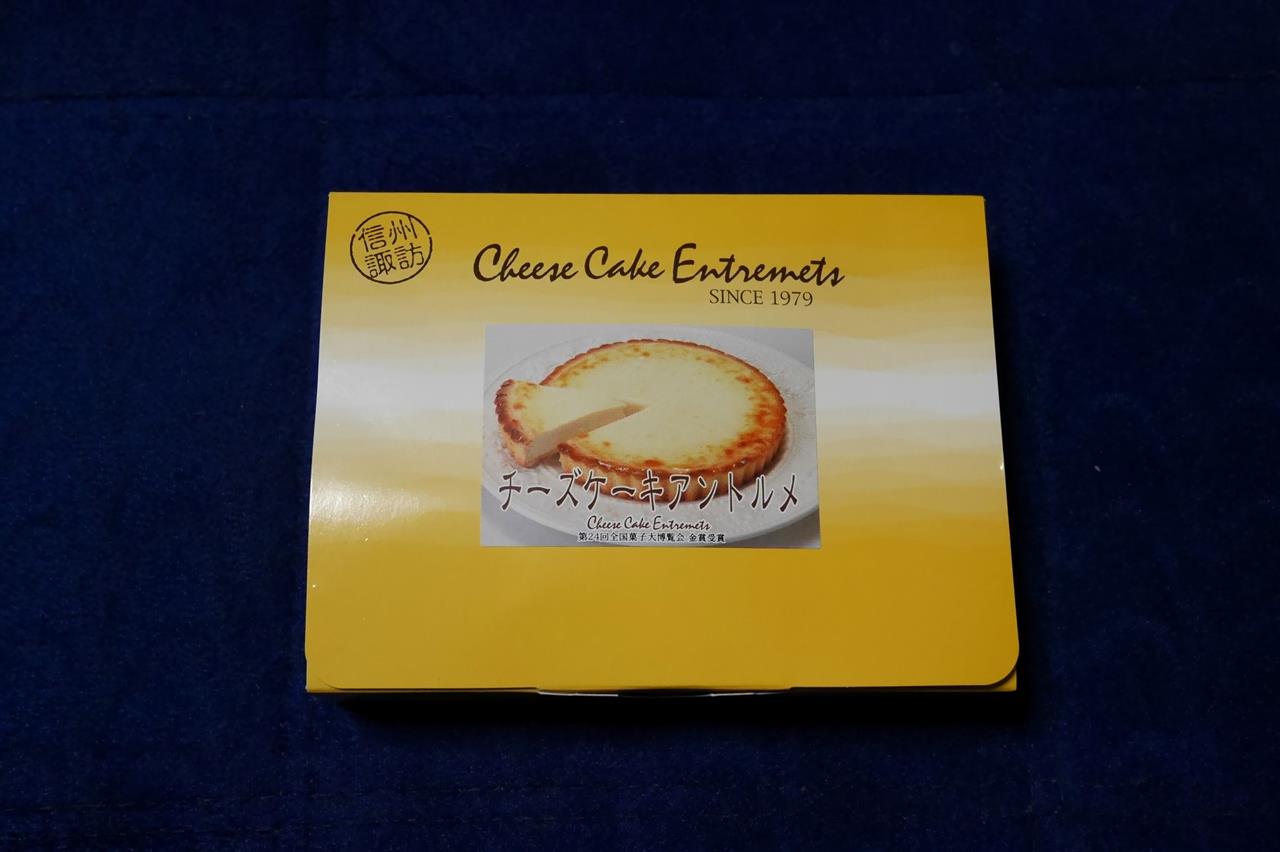 信州
諏訪
Cheese Cake Entremets
SINCE 1979
チーズケーキアントルメ
Cheese Cake Entremets
第24回全国菓子大博覧会 金賞受賞